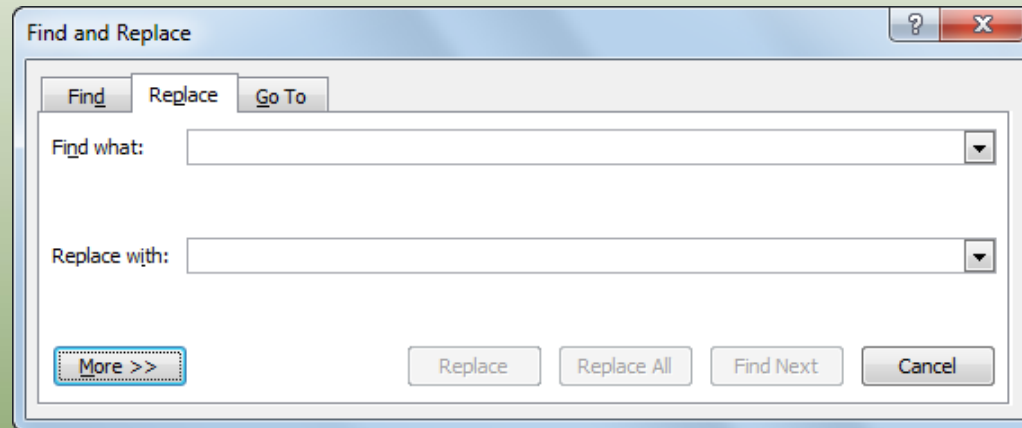 Find and Replace
Find Replace Go To
Find what:
Replace with:
More >> Replace Replace All Find Next Cancel